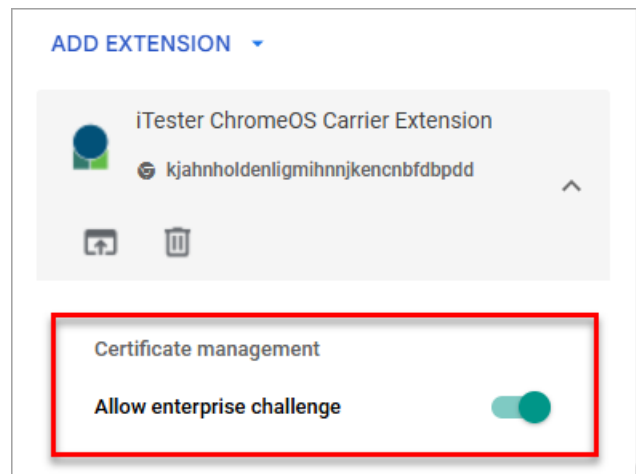 ADD EXTENSION
iTester ChromeOS Carrier Extension
kjahnholdenligmihnnjkencnbfdbpdd
Certificate management
Allow enterprise challenge